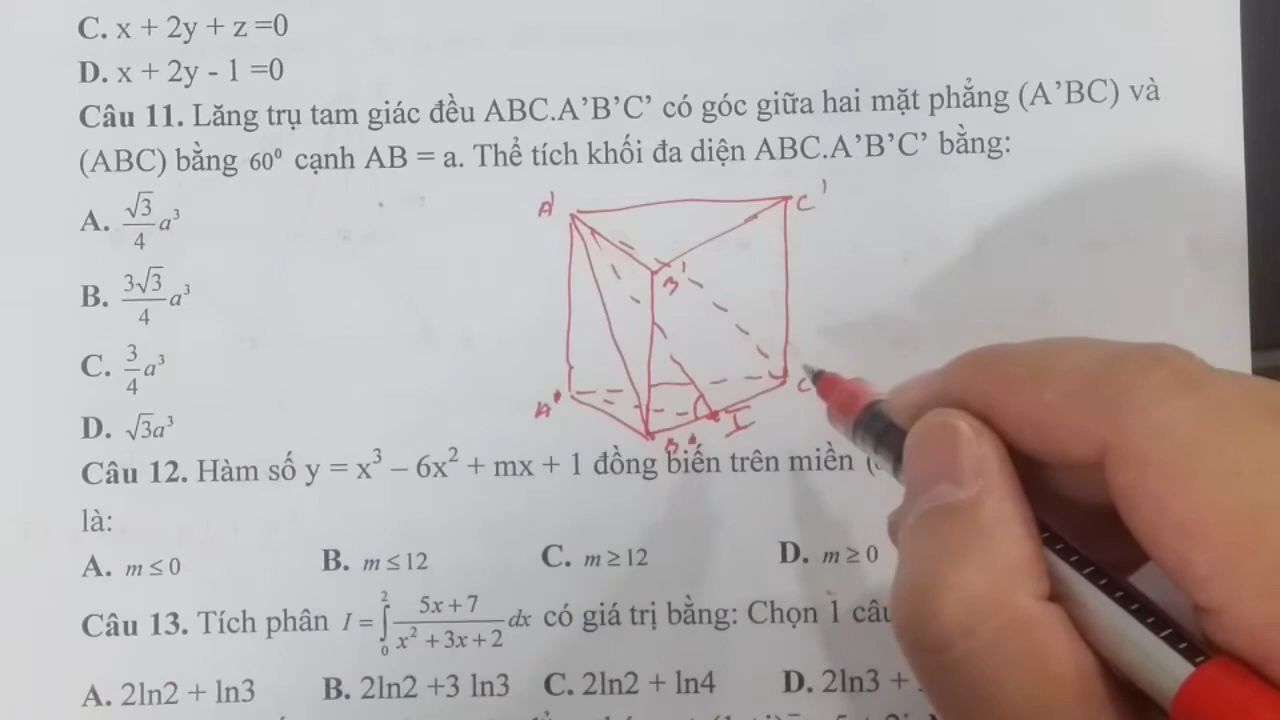 C. x + 2y + z =0
D. x + 2y - 1 =0
Câu 11. Lăng trụ tam giác đều ABC.A’B’C’ có góc giữa hai mặt phẳng (A’BC) và
(ABC) bằng 60⁰ cạnh AB = a. Thể tích khối đa diện ABC.A’B’C’ bằng:
A. √3/4 a³
B. 3√3/4 a³
C. 3/4 a³
D. √3a³
A' C'
B'
A C
B I
Câu 12. Hàm số y = x³ – 6x² + mx + 1 đồng biến trên miền (
là:
A. m ≤ 0 B. m ≤ 12 C. m ≥ 12 D. m ≥ 0
Câu 13. Tích phân I = ∫₀² (5x+7)/(x²+3x+2) dx có giá trị bằng: Chọn 1 câu
A. 2ln2 + ln3 B. 2ln2 +3 ln3 C. 2ln2 + ln4 D. 2ln3 +